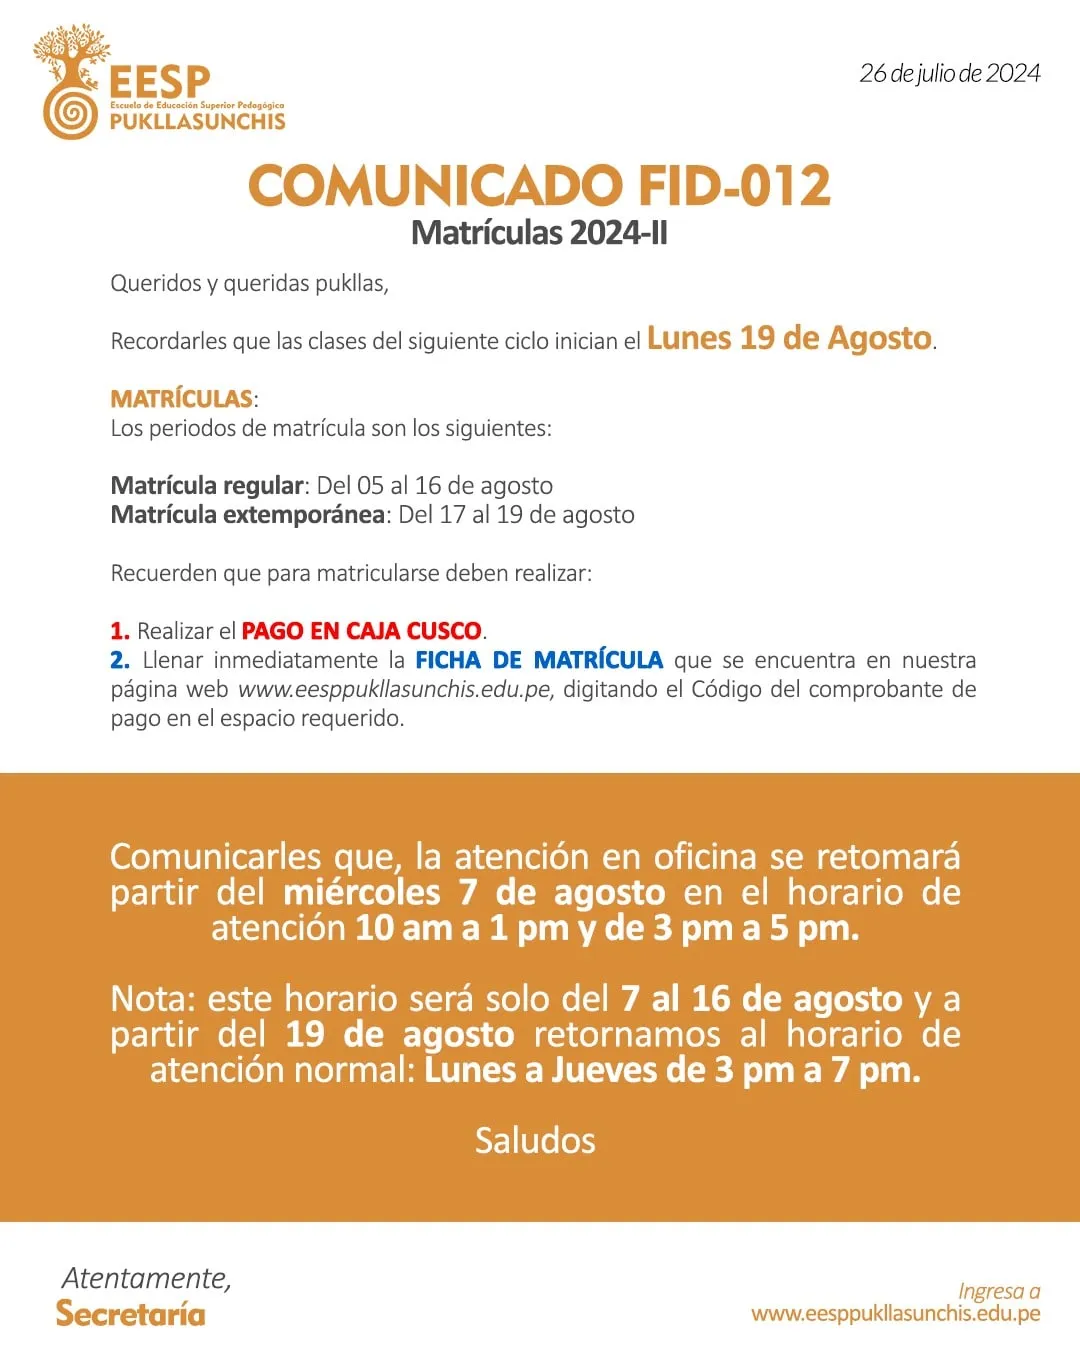 EESP
Escuela de Educación Superior Pedagógica
PUKLLASUNCHIS
26 de julio de 2024
COMUNICADO FID-012
Matrículas 2024-II
Queridos y queridas pukllas,
Recordarles que las clases del siguiente ciclo inician el Lunes 19 de Agosto.
MATRÍCULAS:
Los periodos de matrícula son los siguientes:
Matrícula regular: Del 05 al 16 de agosto
Matrícula extemporánea: Del 17 al 19 de agosto
Recuerden que para matricularse deben realizar:
1. Realizar el PAGO EN CAJA CUSCO.
2. Llenar inmediatamente la FICHA DE MATRÍCULA que se encuentra en nuestra
página web www.eesppukllasunchis.edu.pe, digitando el Código del comprobante de
pago en el espacio requerido.
Comunicarles que, la atención en oficina se retomará
partir del miércoles 7 de agosto en el horario de
atención 10 am a 1 pm y de 3 pm a 5 pm.
Nota: este horario será solo del 7 al 16 de agosto y a
partir del 19 de agosto retornamos al horario de
atención normal: Lunes a Jueves de 3 pm a 7 pm.
Saludos
Atentamente,
Secretaría
Ingresa a
www.eesppukllasunchis.edu.pe